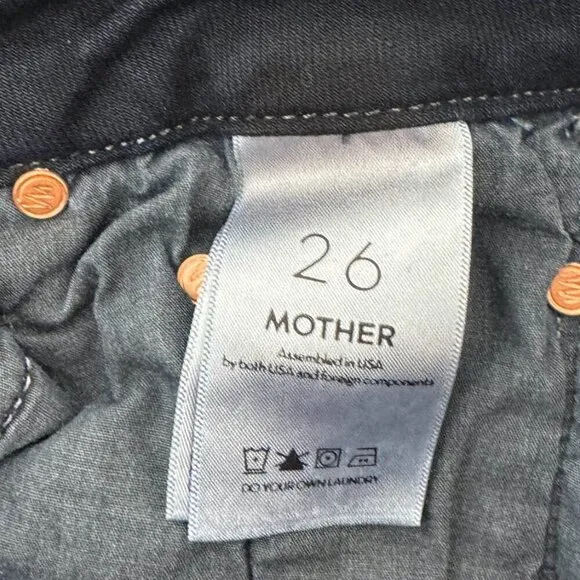 26
MOTHER
Assembled in USA
by both USA and foreign components
DO YOUR OWN LAUNDRY